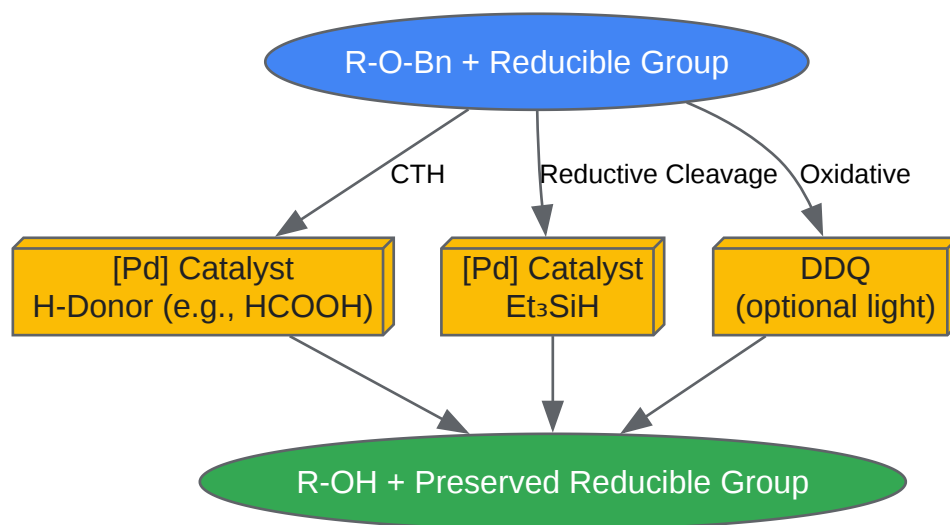 R-O-Bn + Reducible Group
CTH
Reductive Cleavage
Oxidative
[Pd] Catalyst
H-Donor (e.g., HCOOH)
[Pd] Catalyst
Et₃SiH
DDQ
(optional light)
R-OH + Preserved Reducible Group